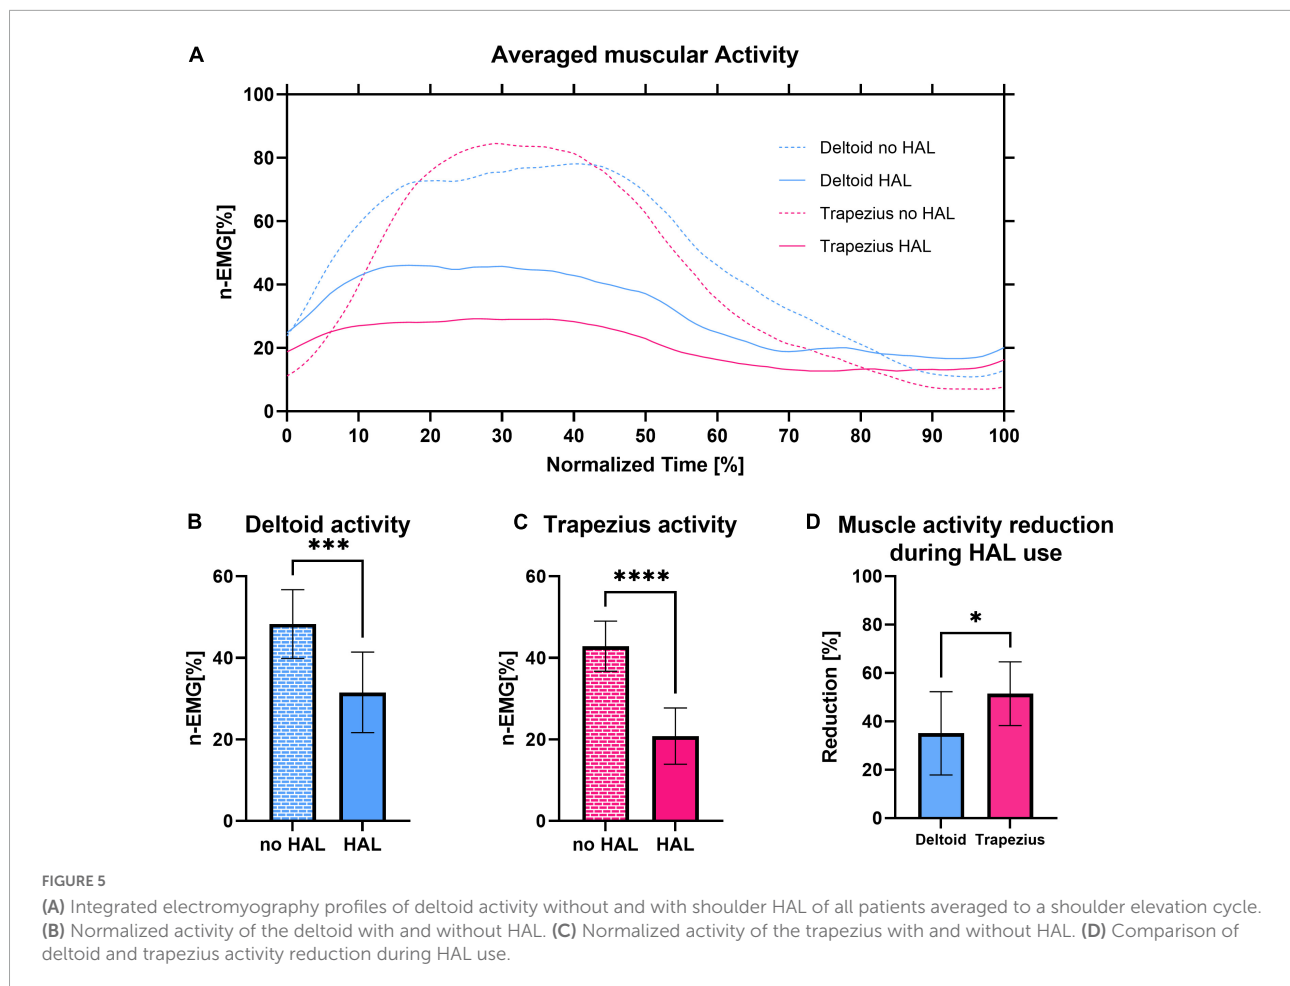 A
Averaged muscular Activity
100
80
60
40
20
0
n-EMG[%]
Deltoid no HAL
Deltoid HAL
Trapezius no HAL
Trapezius HAL
0 10 20 30 40 50 60 70 80 90 100
Normalized Time [%]
B
Deltoid activity
***
60
40
20
0
n-EMG[%]
no HAL HAL
C
Trapezius activity
****
60
40
20
0
n-EMG[%]
no HAL HAL
D
Muscle activity reduction
during HAL use
*
100
80
60
40
20
0
Reduction [%]
Deltoid Trapezius
FIGURE 5
(A) Integrated electromyography profiles of deltoid activity without and with shoulder HAL of all patients averaged to a shoulder elevation cycle.
(B) Normalized activity of the deltoid with and without HAL. (C) Normalized activity of the trapezius with and without HAL. (D) Comparison of
deltoid and trapezius activity reduction during HAL use.